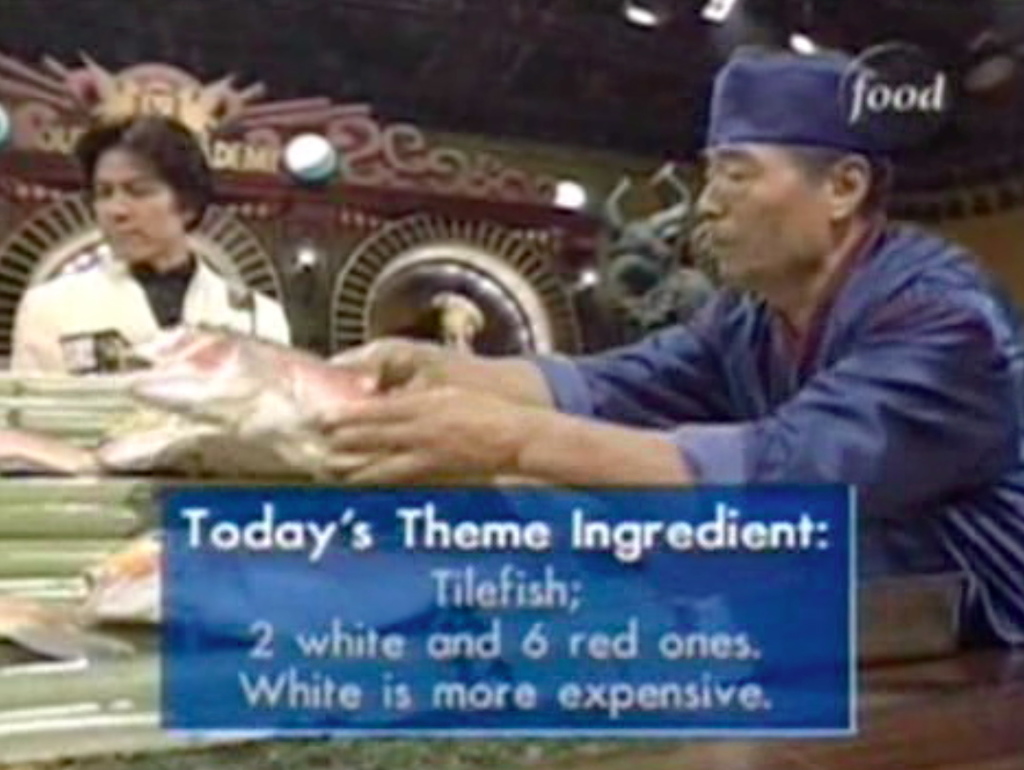 food
Today's Theme Ingredient:
Tilefish;
2 white and 6 red ones.
White is more expensive.